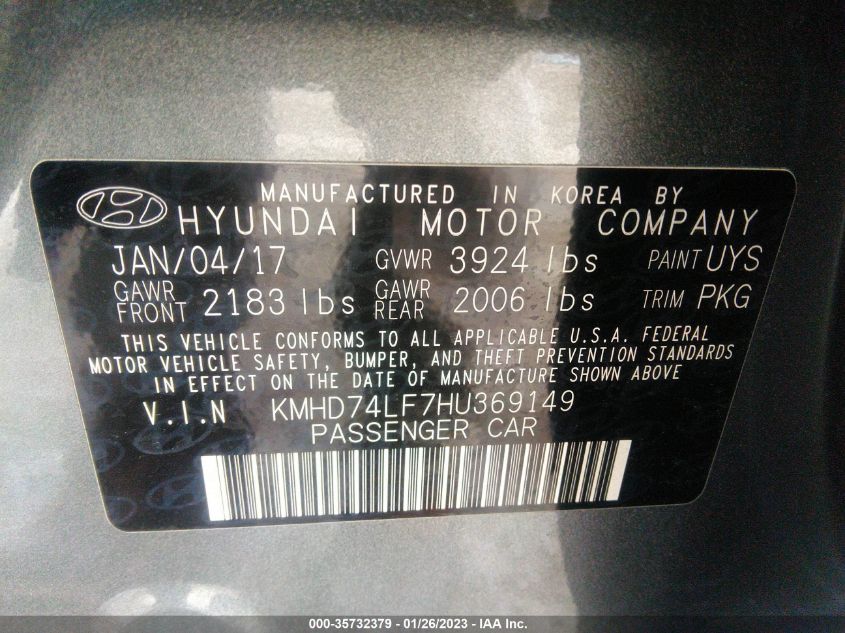 MANUFACTURED IN KOREA BY
HYUNDAI MOTOR COMPANY
JAN/04/17 GVWR 3924 lbs PAINT UYS
GAWR FRONT 2183 lbs GAWR REAR 2006 lbs TRIM PKG
THIS VEHICLE CONFORMS TO ALL APPLICABLE U.S.A. FEDERAL
MOTOR VEHICLE SAFETY, BUMPER, AND THEFT PREVENTION STANDARDS
IN EFFECT ON THE DATE OF MANUFACTURE SHOWN ABOVE
V.I.N KMHD74LF7HU369149
PASSENGER CAR
000-35732379 - 01/26/2023 - IAA Inc.